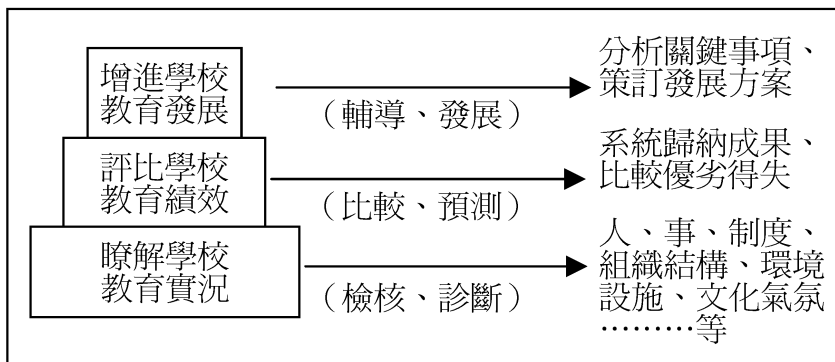 增進學校
教育發展
（輔導、發展）
分析關鍵事項、
策訂發展方案
評比學校
教育績效
（比較、預測）
系統歸納成果、
比較優劣得失
瞭解學校
教育實況
（檢核、診斷）
人、事、制度、
組織結構、環境
設施、文化氣氛
………等